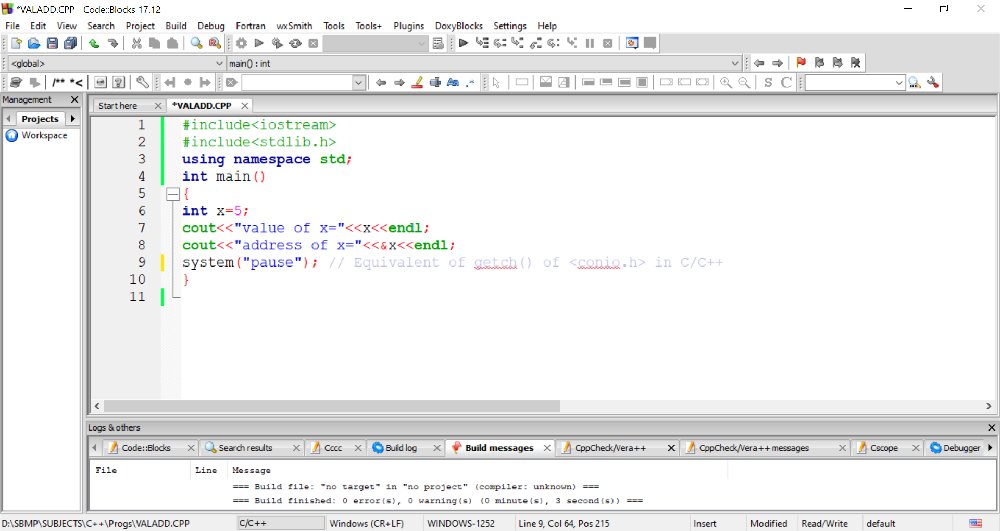 *VALADD.CPP - Code::Blocks 17.12
File Edit View Search Project Build Debug Fortran wxSmith Tools Tools+ Plugins DoxyBlocks Settings Help
<global> main() : int
/** *<
Aa .* S C
Management
Projects
Workspace
Start here *VALADD.CPP
1 #include<iostream>
2 #include<stdlib.h>
3 using namespace std;
4 int main()
5 {
6 int x=5;
7 cout<<"value of x="<<x<<endl;
8 cout<<"address of x="<<&x<<endl;
9 system("pause"); // Equivalent of getch() of <conio.h> in C/C++
10 }
11
Logs & others
Code::Blocks Search results Cccc Build log Build messages CppCheck/Vera++ CppCheck/Vera++ messages Cscope Debugger
File Line Message
=== Build file: "no target" in "no project" (compiler: unknown) ===
=== Build finished: 0 error(s), 0 warning(s) (0 minute(s), 3 second(s)) ===
D:\SBMP\SUBJECTS\C++\Progs\VALADD.CPP C/C++ Windows (CR+LF) WINDOWS-1252 Line 9, Col 64, Pos 215 Insert Modified Read/Write default